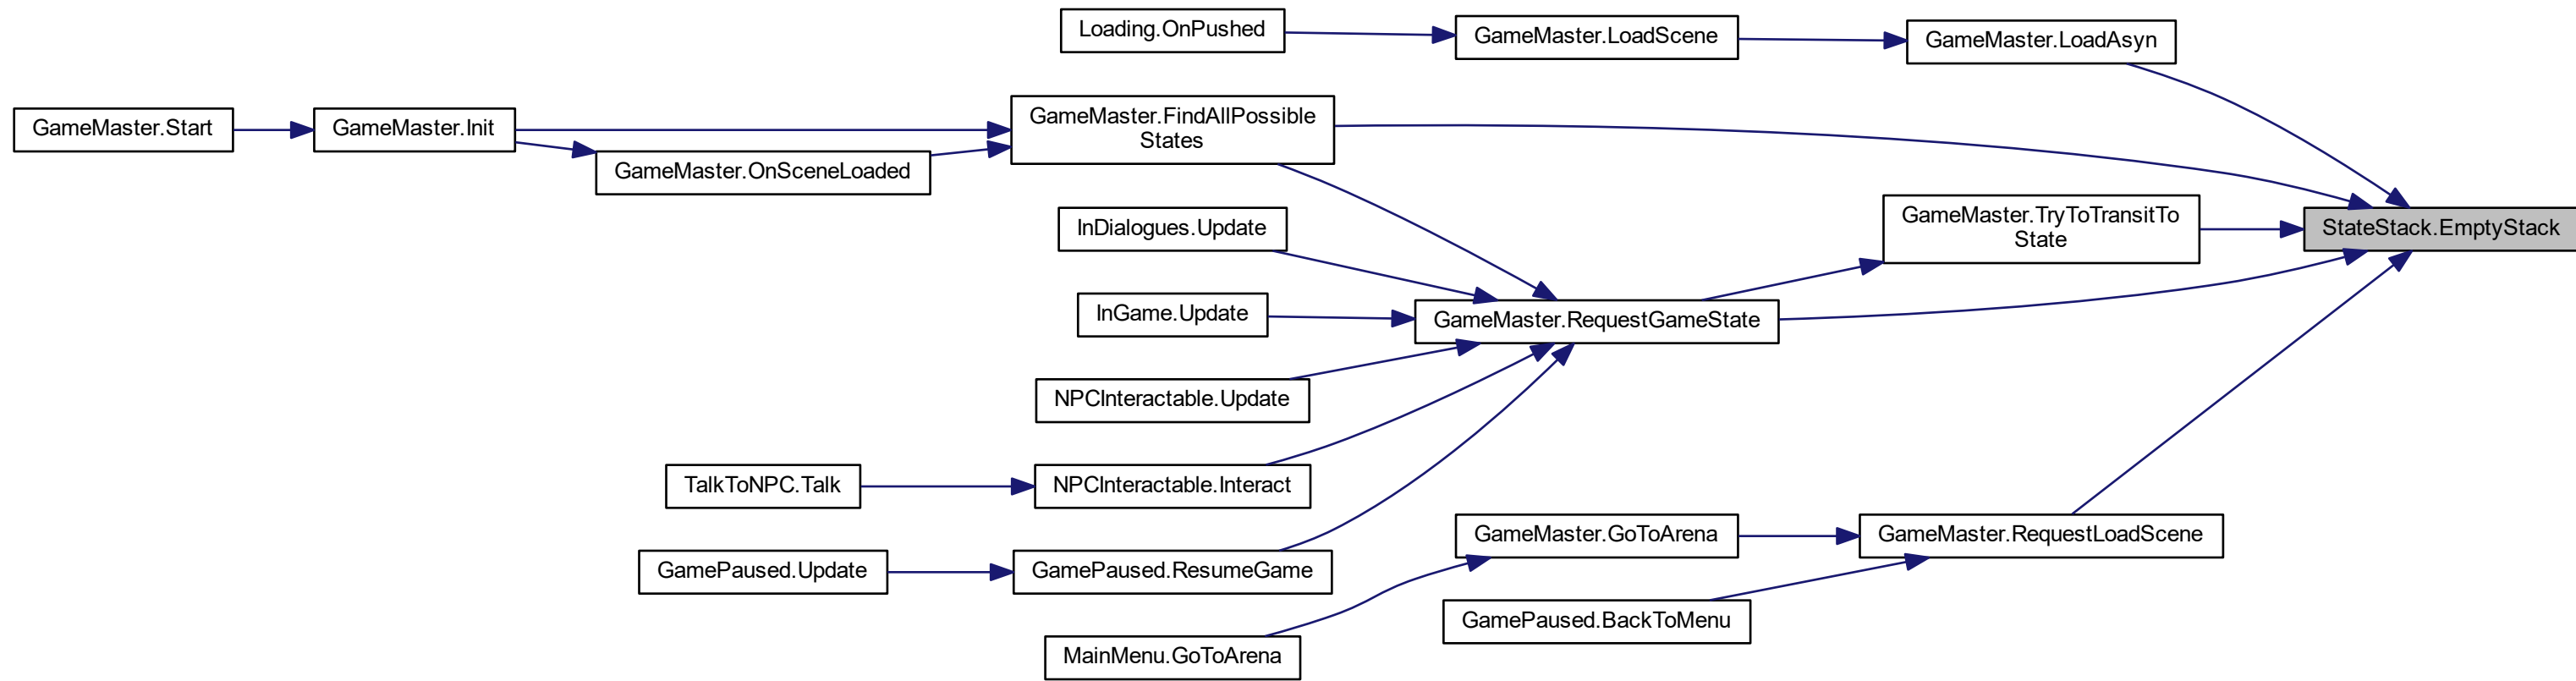 Loading.OnPushed
GameMaster.LoadScene
GameMaster.LoadAsyn
GameMaster.Start
GameMaster.Init
GameMaster.OnSceneLoaded
GameMaster.FindAllPossible
States
InDialogues.Update
GameMaster.TryToTransitTo
State
StateStack.EmptyStack
InGame.Update
GameMaster.RequestGameState
NPCInteractable.Update
TalkToNPC.Talk
NPCInteractable.Interact
GamePaused.Update
GamePaused.ResumeGame
GameMaster.GoToArena
GameMaster.RequestLoadScene
GamePaused.BackToMenu
MainMenu.GoToArena